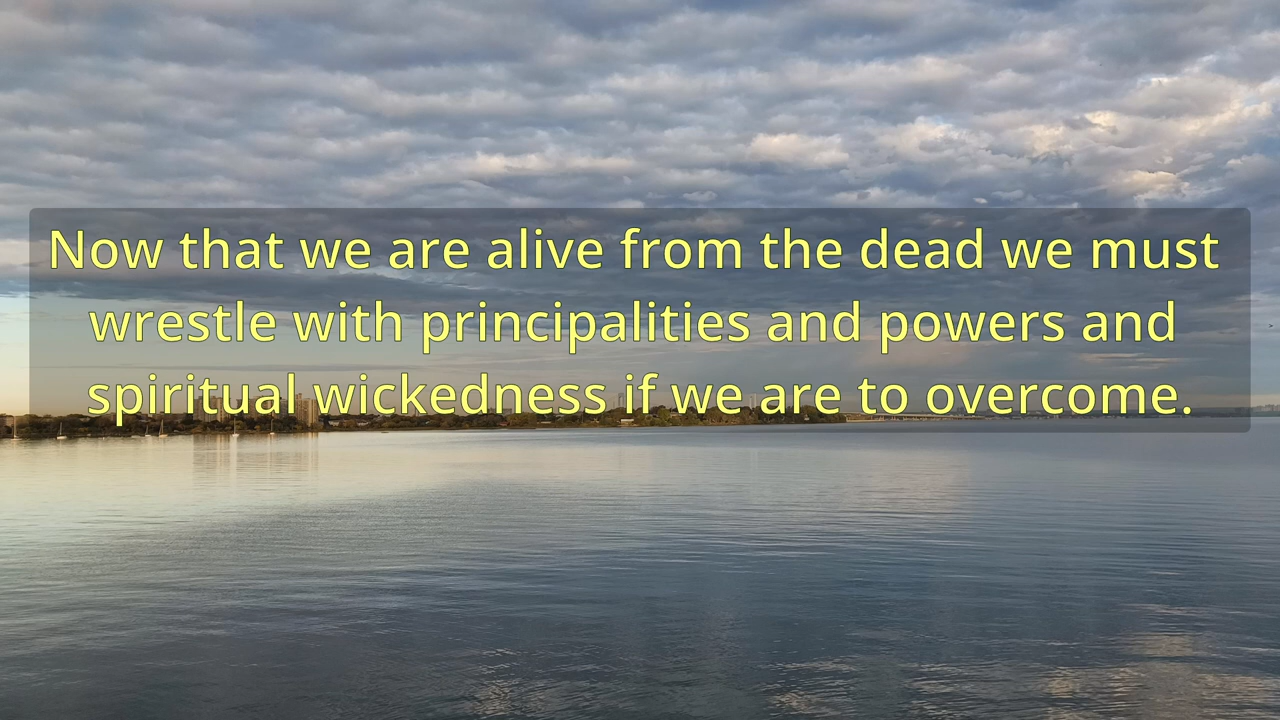 Now that we are alive from the dead we must
wrestle with principalities and powers and
spiritual wickedness if we are to overcome.